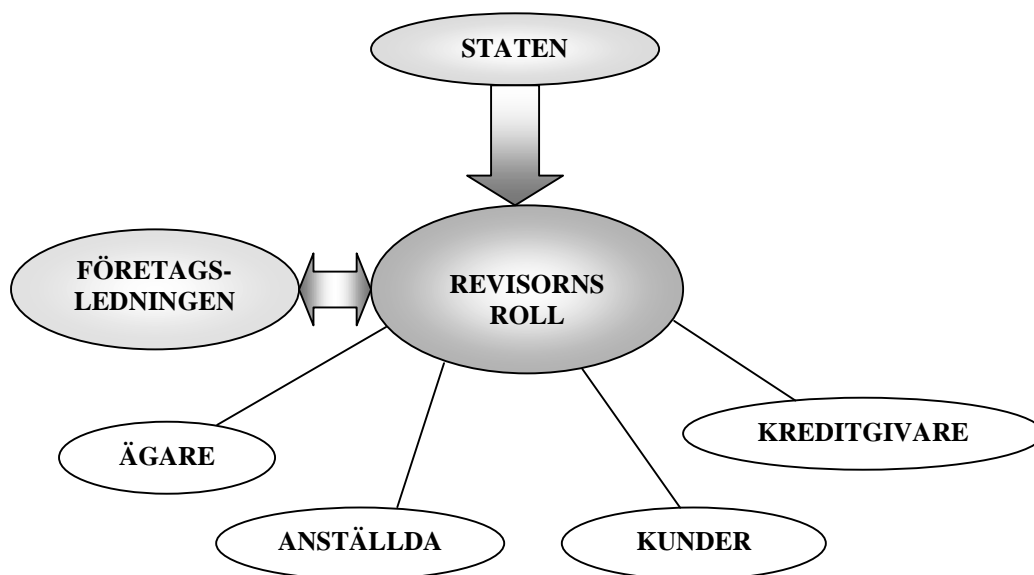 STATEN
FÖRETAGS-
LEDNINGEN
REVISORNS
ROLL
ÄGARE
KREDITGIVARE
ANSTÄLLDA
KUNDER